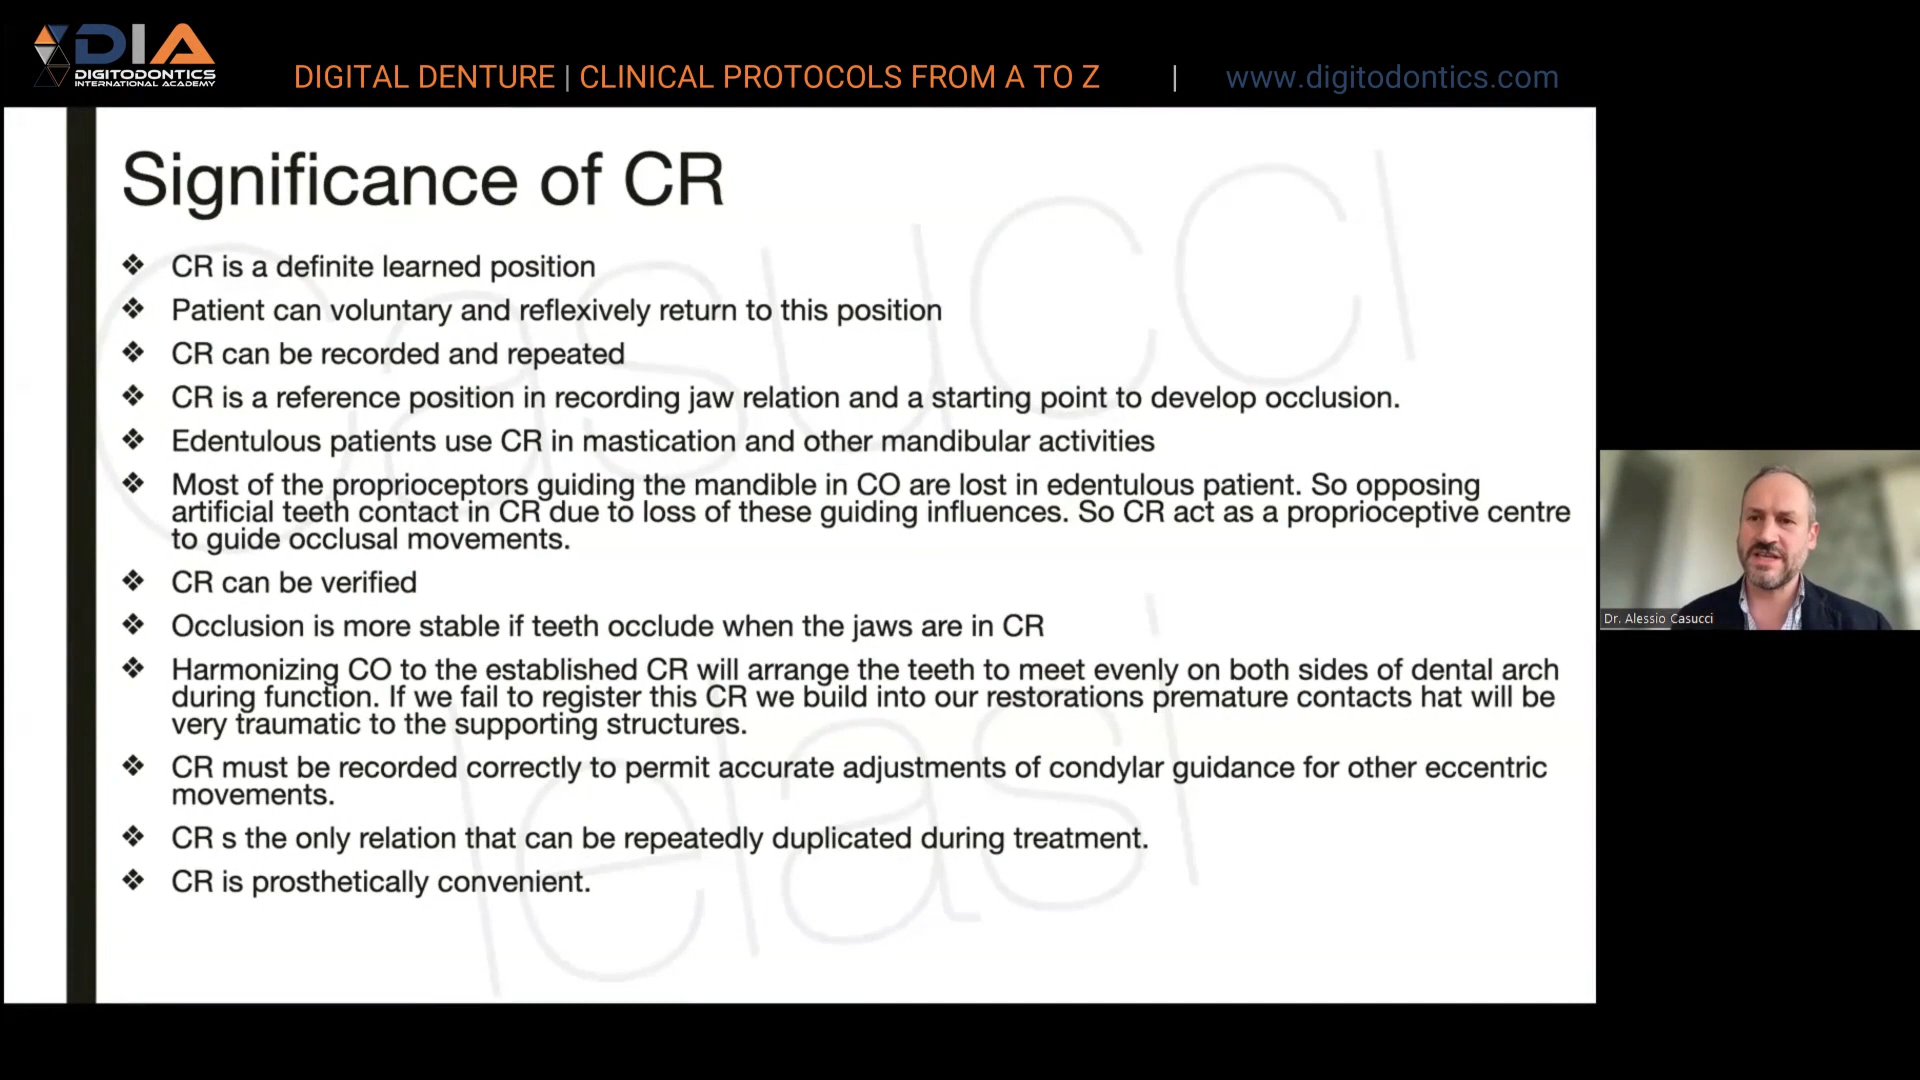 DIA
DIGITODONTICS
INTERNATIONAL ACADEMY
DIGITAL DENTURE | CLINICAL PROTOCOLS FROM A TO Z | www.digitodontics.com
Significance of CR
❖ CR is a definite learned position
❖ Patient can voluntary and reflexively return to this position
❖ CR can be recorded and repeated
❖ CR is a reference position in recording jaw relation and a starting point to develop occlusion.
❖ Edentulous patients use CR in mastication and other mandibular activities
❖ Most of the proprioceptors guiding the mandible in CO are lost in edentulous patient. So opposing
artificial teeth contact in CR due to loss of these guiding influences. So CR act as a proprioceptive centre
to guide occlusal movements.
❖ CR can be verified
❖ Occlusion is more stable if teeth occlude when the jaws are in CR
❖ Harmonizing CO to the established CR will arrange the teeth to meet evenly on both sides of dental arch
during function. If we fail to register this CR we build into our restorations premature contacts hat will be
very traumatic to the supporting structures.
❖ CR must be recorded correctly to permit accurate adjustments of condylar guidance for other eccentric
movements.
❖ CR s the only relation that can be repeatedly duplicated during treatment.
❖ CR is prosthetically convenient.
Casucci
Ielasi
Dr. Alessio Casucci